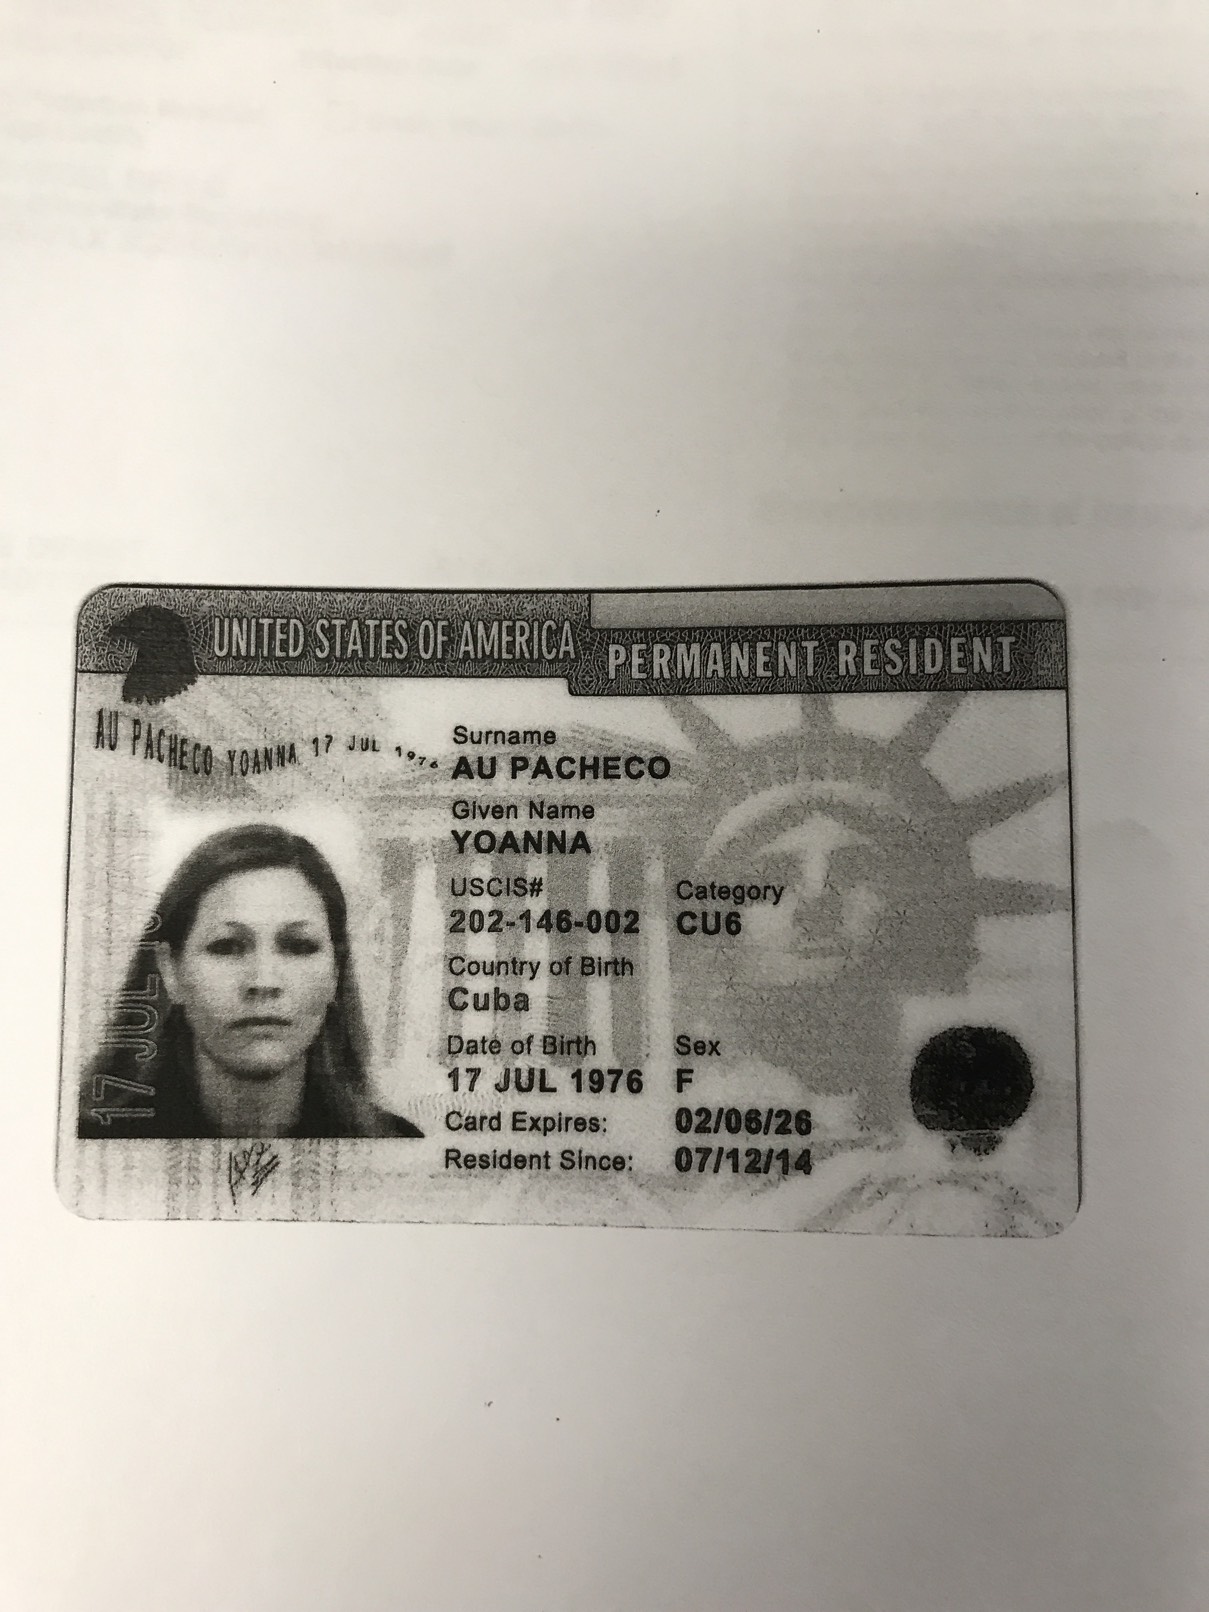 UNITED STATES OF AMERICA
PERMANENT RESIDENT
AU PACHECO YOANNA 17 JUL 1976
Surname
AU PACHECO
Given Name
YOANNA
USCIS# Category
202-146-002 CU6
Country of Birth
Cuba
Date of Birth Sex
17 JUL 1976 F
Card Expires: 02/06/26
Resident Since: 07/12/14
17 JUL